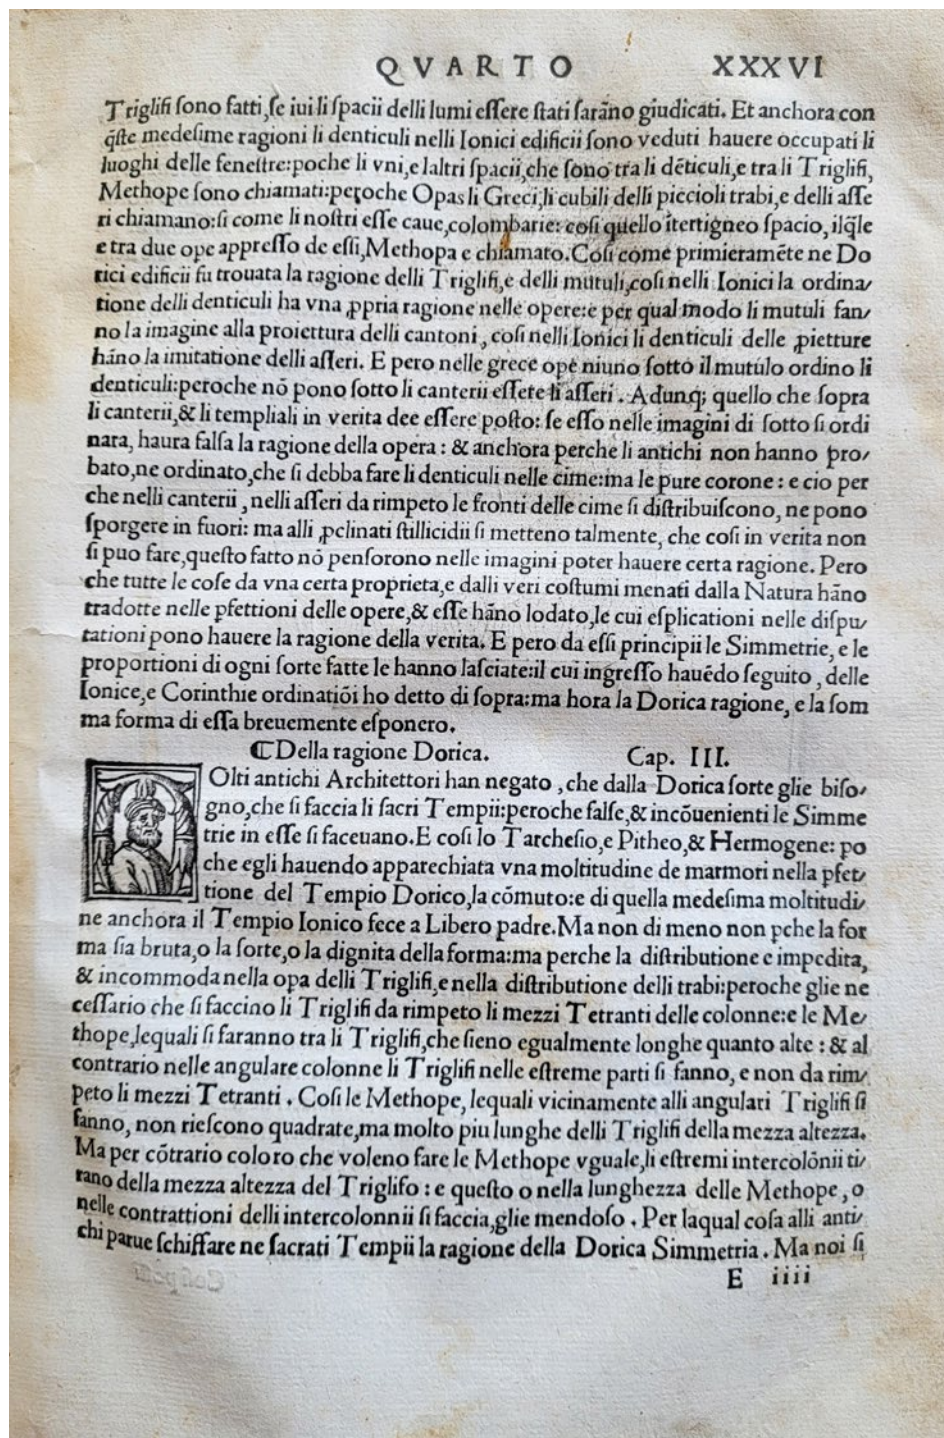 QVARTO XXXVI
Triglifi ſono fatti,ſe iui li ſpacii delli lumi eſſere ſtati ſarāno giudicati. Et anchora con
q̄ſte medeſime ragioni li denticuli nelli Ionici edificii ſono veduti hauere occupati li
luoghi delle feneſtre:poche li vni,e laltri ſpacii,che ſono tra li dēticuli,e tra li Triglifi,
Methope ſono chiamati:peroche Opas li Greci,li cubili delli piccioli trabi,e delli aſſe
ri chiamano:ſi come li noſtri eſſe caue,colombarie: coſi quello ītertigneo ſpacio, ilq̄le
e tra due ope appreſſo de eſſi,Methopa e chiamato.Coſi come primieramēte ne Do
rici edificii fu trouata la ragione delli Triglifi,e delli mutuli,coſi nelli Ionici la ordina/
tione delli denticuli ha vna ꝓpria ragione nelle opere:e per qual modo li mutuli fan/
no la imagine alla proiettura delli cantoni, coſi nelli Ionici li denticuli delle ꝓietture
hāno la imitatione delli aſſeri. E pero nelle grece ope niuno ſotto il mutulo ordino li
denticuli:peroche nō pono ſotto li canterii eſſete li aſſeri. Adunq; quello che ſopra
li canterii,& li templiali in verita dee eſſere poſto: ſe eſſo nelle imagini di ſotto ſi ordi
nara, haura falſa la ragione della opera: & anchora perche li antichi non hanno pro/
bato,ne ordinato,che ſi debba fare li denticuli nelle cime:ma le pure corone: e cio per
che nelli canterii, nelli aſſeri da rimpeto le fronti delle cime ſi diſtribuiſcono, ne pono
ſporgere in fuori: ma alli ꝓclinati ſtillicidii ſi metteno talmente, che coſi in verita non
ſi puo fare,queſto fatto nō penſorono nelle imagini poter hauere certa ragione. Pero
che tutte le coſe da vna certa proprieta,e dalli veri coſtumi menati dalla Natura hāno
tradotte nelle pfettioni delle opere,& eſſe hāno lodato,le cui eſplicationi nelle diſpu/
tationi pono hauere la ragione della verita. E pero da eſſi principii le Simmetrie, e le
proportioni di ogni ſorte fatte le hanno laſciate:il cui ingreſſo hauēdo ſeguito, delle
Ionice,e Corinthie ordinatiōi ho detto di ſopra:ma hora la Dorica ragione, e la ſom
ma forma di eſſa breuemente eſponero.
℄Della ragione Dorica. Cap. III.
Olti antichi Architettori han negato, che dalla Dorica ſorte glie biſo/
gno,che ſi faccia li ſacri Tempii:peroche falſe,& incōuenienti le Simme
trie in eſſe ſi faceuano.E coſi lo Tarcheſio,e Pitheo,& Hermogene: po
che egli hauendo apparechiata vna moltitudine de marmori nella pfet/
tione del Tempio Dorico,la cōmuto:e di quella medeſima moltitudi/
ne anchora il Tempio Ionico fece a Libero padre.Ma non di meno non pche la for
ma ſia bruta,o la ſorte,o la dignita della forma:ma perche la diſtributione e impedita,
& incommoda nella opa delli Triglifi,e nella diſtributione delli trabi:peroche glie ne
ceſſario che ſi faccino li Triglifi da rimpeto li mezzi Tetranti delle colonne:e le Me/
thope,lequali ſi faranno tra li Triglifi,che ſieno egualmente longhe quanto alte: & al
contrario nelle angulare colonne li Triglifi nelle eſtreme parti ſi fanno, e non da rim/
peto li mezzi Tetranti. Coſi le Methope, lequali vicinamente alli angulari Triglifi ſi
fanno, non rieſcono quadrate,ma molto piu lunghe delli Triglifi della mezza altezza.
Ma per cōtrario coloro che voleno fare le Methope vguale,li eſtremi intercolōnii ti/
rano della mezza altezza del Triglifo: e queſto o nella lunghezza delle Methope, o
nelle contrattioni delli intercolonnii ſi faccia,glie mendoſo. Per laqual coſa alli anti/
chi parue ſchiffare ne ſacrati Tempii la ragione della Dorica Simmetria. Ma noi ſi
E iiii